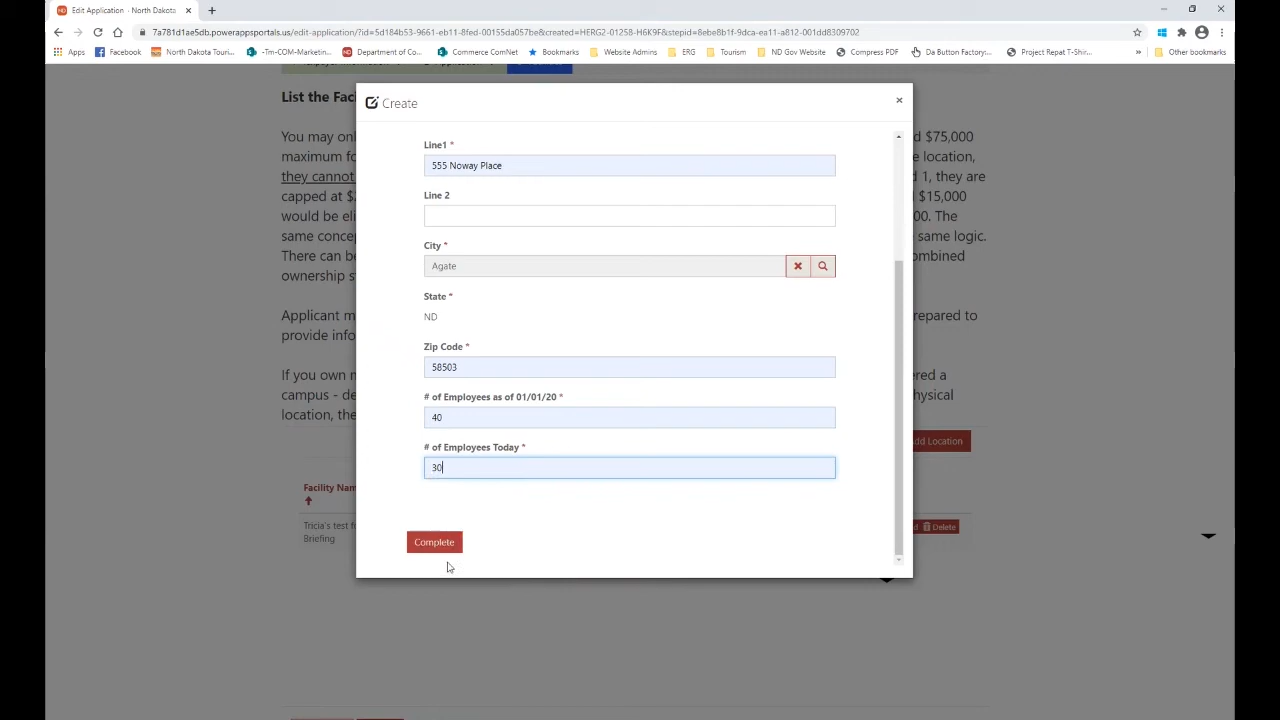 Edit Application · North Dakota
7a781d1ae5db.powerappsportals.us/edit-application/?id=5d184b53-9661-eb11-8fed-00155da057be&created=HERG2-01258-H6K9F&stepid=8ebe8b1f-9dca-ea11-a812-001dd8309702
Apps Facebook North Dakota Touri... -Tm-COM-Marketin... Department of Co... Commerce ComNet Bookmarks Website Admins ERG Tourism ND Gov Website Compress PDF Da Button Factory:... Project Repat T-Shir... » Other bookmarks
List the Faci
Create
You may onl d $75,000
maximum fo e location,
they cannot d 1, they are
capped at $ $15,000
would be eli 00. The
same concep same logic.
There can be ombined
ownership s
Applicant m repared to
provide info
If you own m ered a
campus - de hysical
location, the
Line1 *
555 Noway Place
Line 2
City *
Agate
State *
ND
Zip Code *
58503
# of Employees as of 01/01/20 *
40
# of Employees Today *
30
dd Location
Facility Nam
Tricia's test fo
Briefing
d Delete
Complete